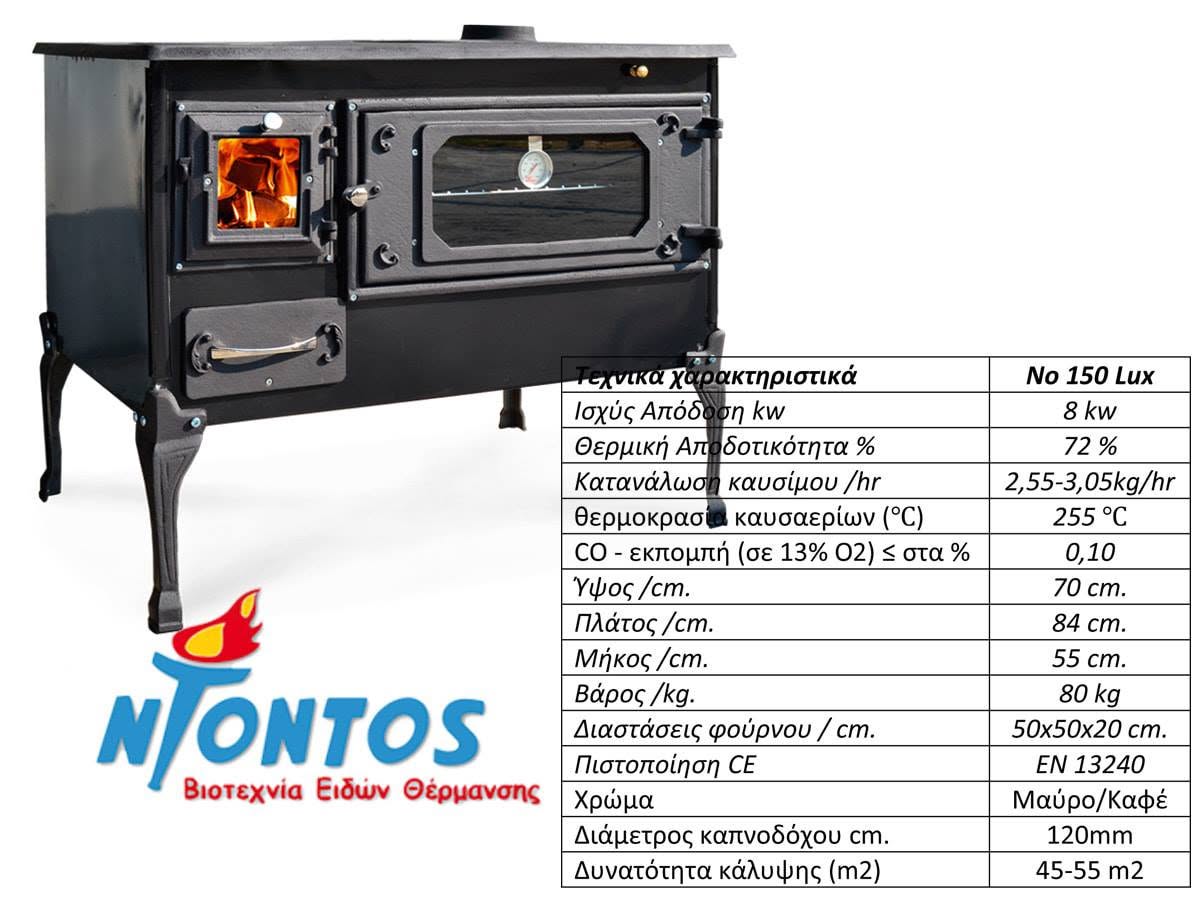 Τεχνικά χαρακτηριστικά No 150 Lux
Ισχύς Απόδοση kw 8 kw
Θερμική Αποδοτικότητα % 72 %
Κατανάλωση καυσίμου /hr 2,55-3,05kg/hr
θερμοκρασία καυσαερίων (℃) 255 ℃
CO - εκπομπή (σε 13% O2) ≤ στα % 0,10
Ύψος /cm. 70 cm.
Πλάτος /cm. 84 cm.
Μήκος /cm. 55 cm.
Βάρος /kg. 80 kg
Διαστάσεις φούρνου / cm. 50x50x20 cm.
Πιστοποίηση CE EN 13240
Χρώμα Μαύρο/Καφέ
Διάμετρος καπνοδόχου cm. 120mm
Δυνατότητα κάλυψης (m2) 45-55 m2
ΝΤΟΝΤΟS
Βιοτεχνία Ειδών Θέρμανσης